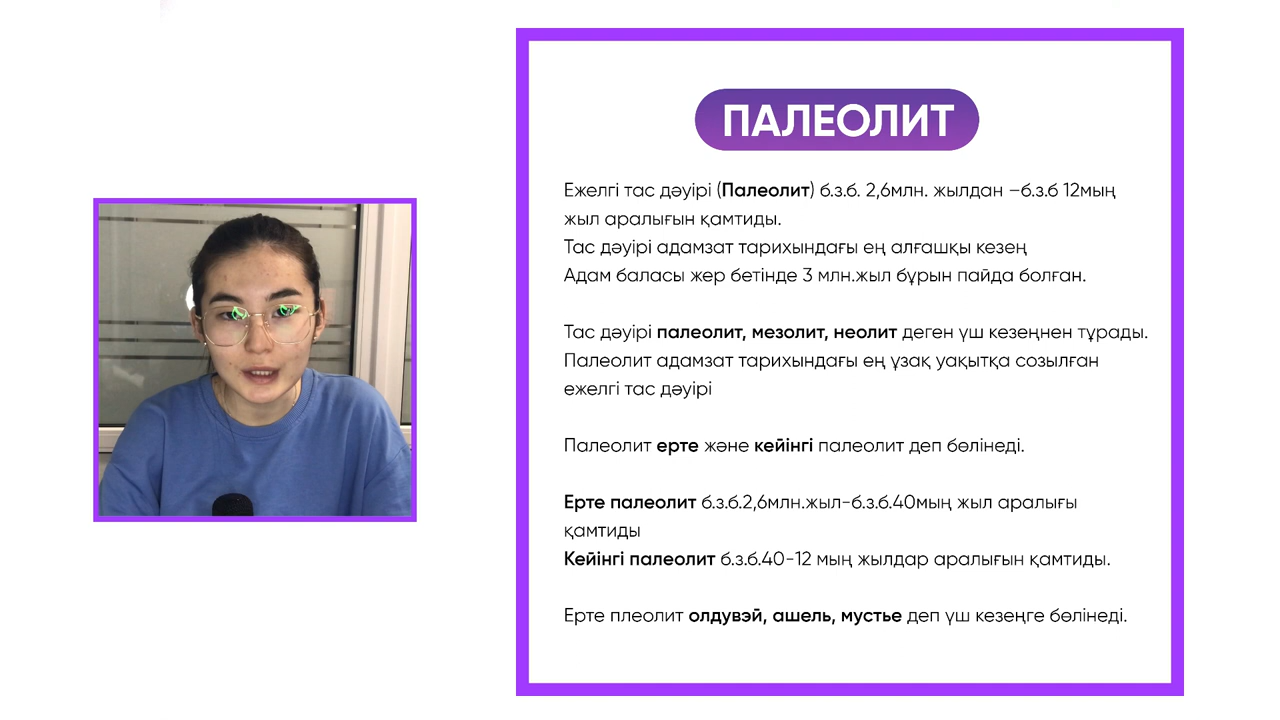 ПАЛЕОЛИТ
Ежелгі тас дәуірі (Палеолит) б.з.б. 2,6млн. жылдан –б.з.б 12мың
жыл аралығын қамтиды.
Тас дәуірі адамзат тарихындағы ең алғашқы кезең
Адам баласы жер бетінде 3 млн.жыл бұрын пайда болған.
Тас дәуірі палеолит, мезолит, неолит деген үш кезеңнен тұрады.
Палеолит адамзат тарихындағы ең ұзақ уақытқа созылған
ежелгі тас дәуірі
Палеолит ерте және кейінгі палеолит деп бөлінеді.
Ерте палеолит б.з.б.2,6млн.жыл-б.з.б.40мың жыл аралығы
қамтиды
Кейінгі палеолит б.з.б.40-12 мың жылдар аралығын қамтиды.
Ерте плеолит олдувэй, ашель, мустье деп үш кезеңге бөлінеді.